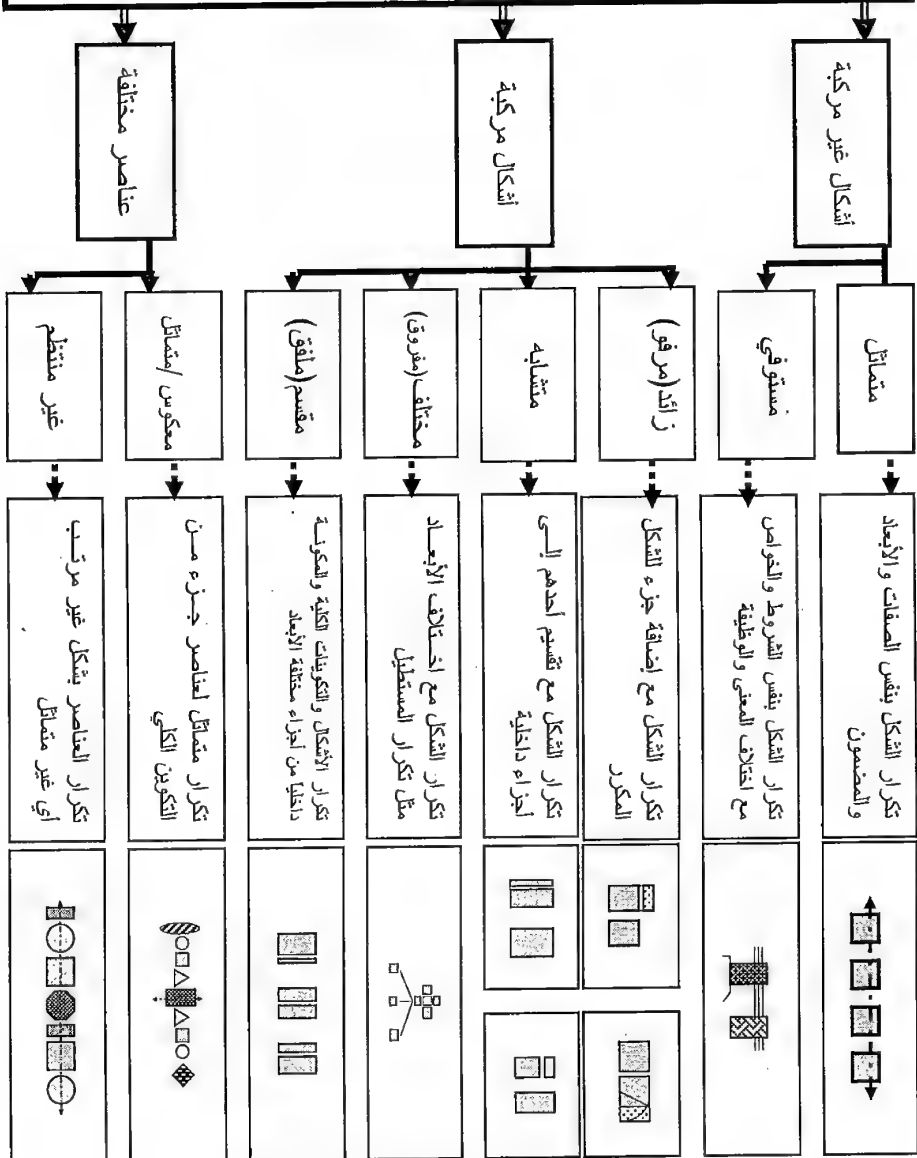 أشكال غير مركبة
أشكال مركبة
عناصر مختلفة
متماثل
مستوفي
زائد(مرفو)
متشابه
مختلف(مفروق)
مقسم(ملفق)
معكوس/متماثل
غير منتظم
تكرار الشكل بنفس الصفات والأبعاد
والمضمون
تكرار الشكل بنفس الشروط والخواص
مع اختلاف المعنى والوظيفة
تكرار الشكل مع إضافة جزء للشكل
المكرر
تكرار الشكل مع تقسيم أحدهم إلى
أجزاء داخلية
تكرار الشكل مع اختلاف الأبعاد
مثل تكرار المستطيل
تكرار الأشكال والتكوينات الكلية والمكونة
داخليا من أجزاء مختلفة الأبعاد
تكرار متماثل لعناصر جزء من
التكوين الكلي
تكرار العناصر بشكل غير مرتب
أي غير متماثل